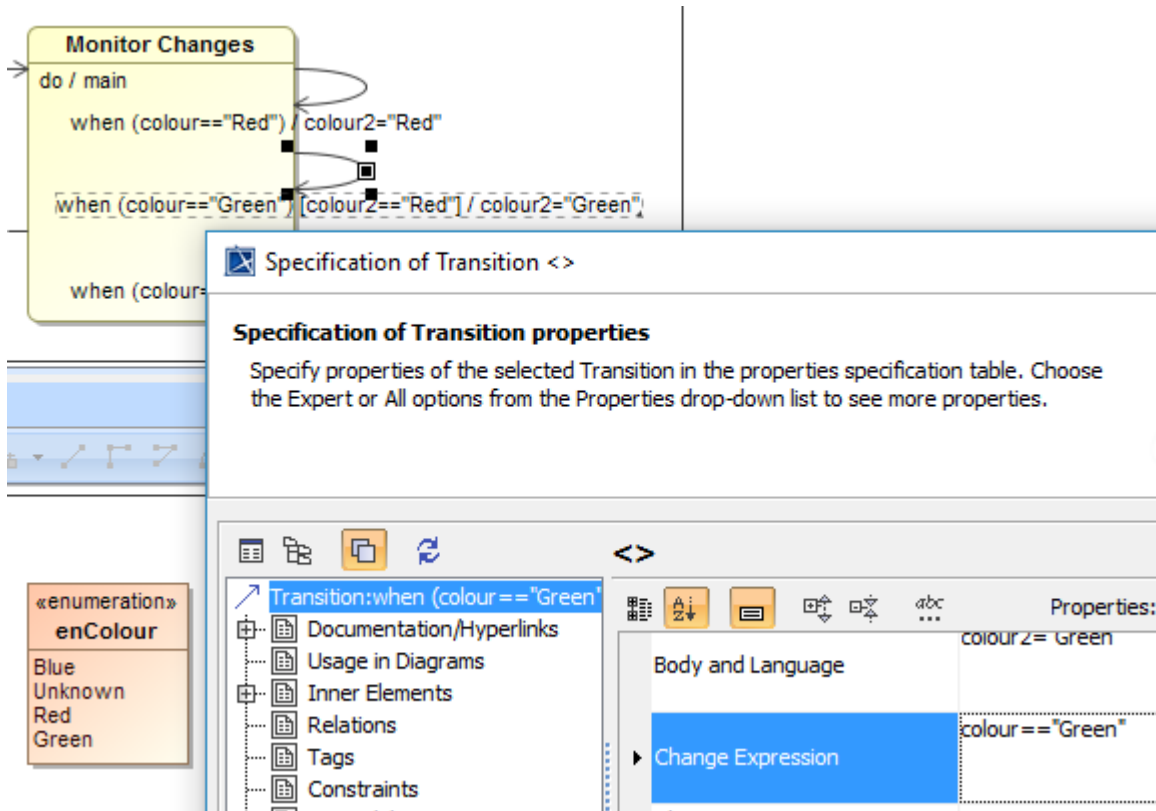 Monitor Changes
do / main
when (colour=="Red") / colour2="Red"
when (colour=="Green") [colour2=="Red"] / colour2="Green";
when (colour=
Specification of Transition <>
Specification of Transition properties
Specify properties of the selected Transition in the properties specification table. Choose
the Expert or All options from the Properties drop-down list to see more properties.
«enumeration»
enColour
Blue
Unknown
Red
Green
<>
Transition:when (colour=="Green"
Documentation/Hyperlinks
Usage in Diagrams
Inner Elements
Relations
Tags
Constraints
abc
Properties:
Body and Language
colour2="Green"
Change Expression
colour=="Green"